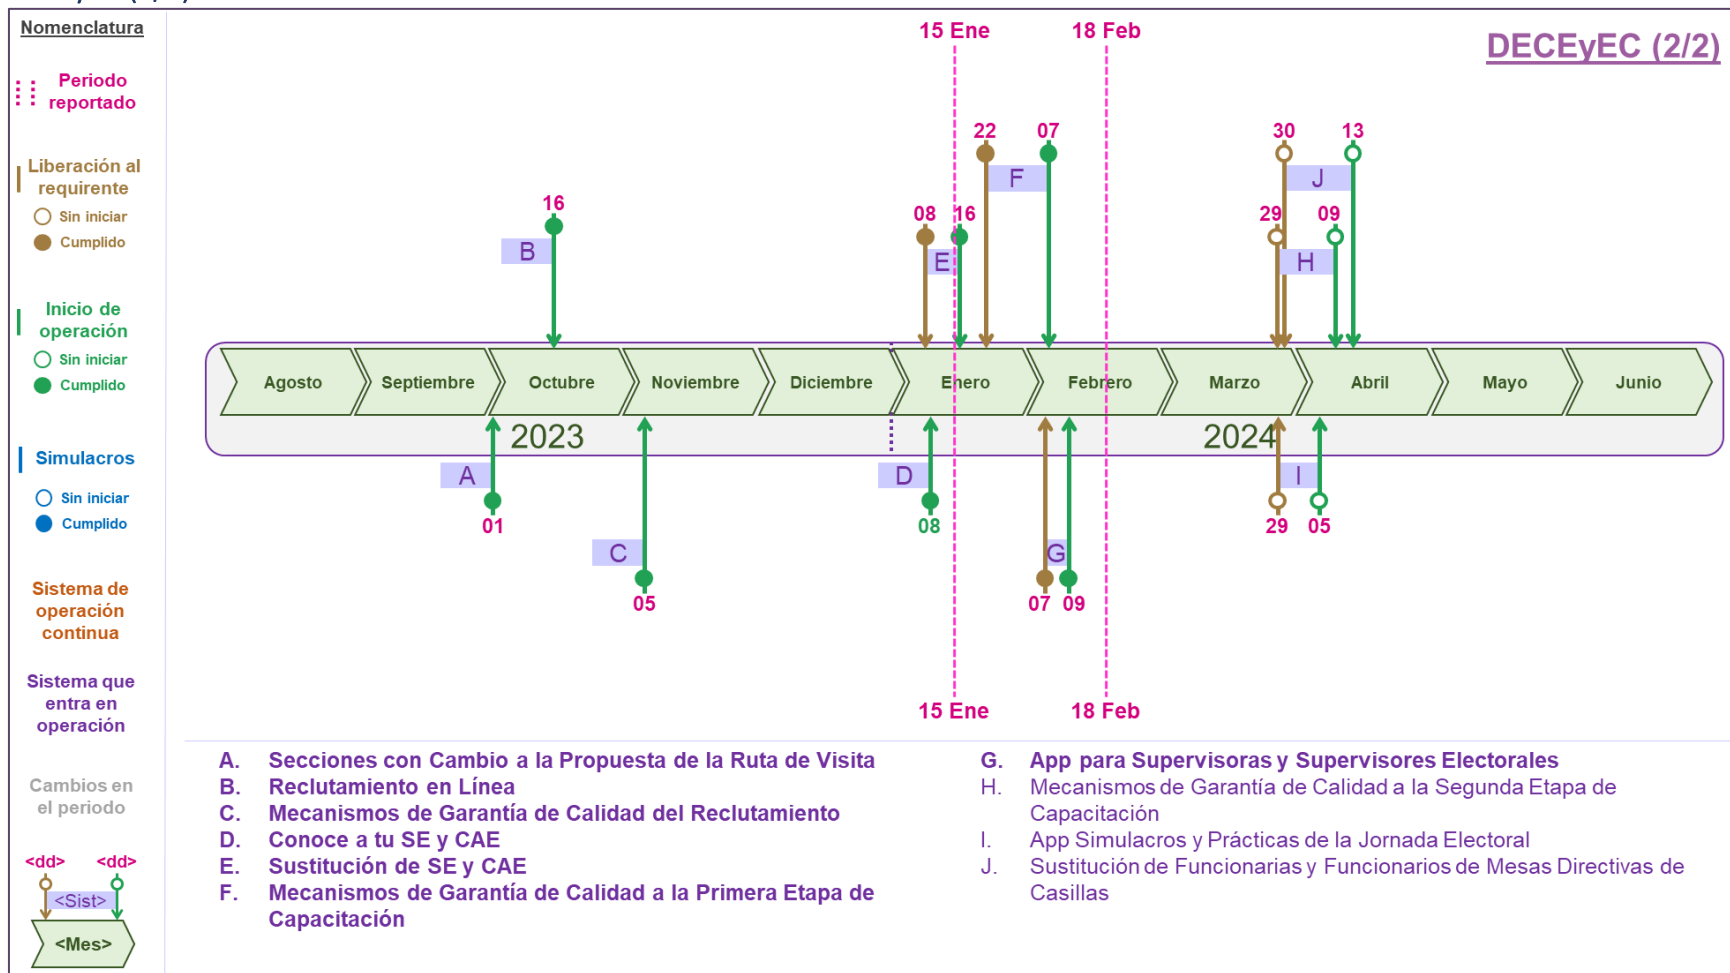 Nomenclatura
Periodo
reportado
Liberación al
requirente
Sin iniciar
Cumplido
Inicio de
operación
Sin iniciar
Cumplido
Simulacros
Sin iniciar
Cumplido
Sistema de
operación
continua
Sistema que
entra en
operación
Cambios en
el periodo
<dd> <dd>
<Sist>
<Mes>
15 Ene 18 Feb
DECEyEC (2/2)
22 07 30 13
F J
16 08 16 29 09
B E H
Agosto Septiembre Octubre Noviembre Diciembre Enero Febrero Marzo Abril Mayo Junio
2023 2024
A D I
01 08 29 05
C G
05 07 09
15 Ene 18 Feb
A. Secciones con Cambio a la Propuesta de la Ruta de Visita
B. Reclutamiento en Línea
C. Mecanismos de Garantía de Calidad del Reclutamiento
D. Conoce a tu SE y CAE
E. Sustitución de SE y CAE
F. Mecanismos de Garantía de Calidad a la Primera Etapa de
Capacitación
G. App para Supervisoras y Supervisores Electorales
H. Mecanismos de Garantía de Calidad a la Segunda Etapa de
Capacitación
I. App Simulacros y Prácticas de la Jornada Electoral
J. Sustitución de Funcionarias y Funcionarios de Mesas Directivas de
Casillas